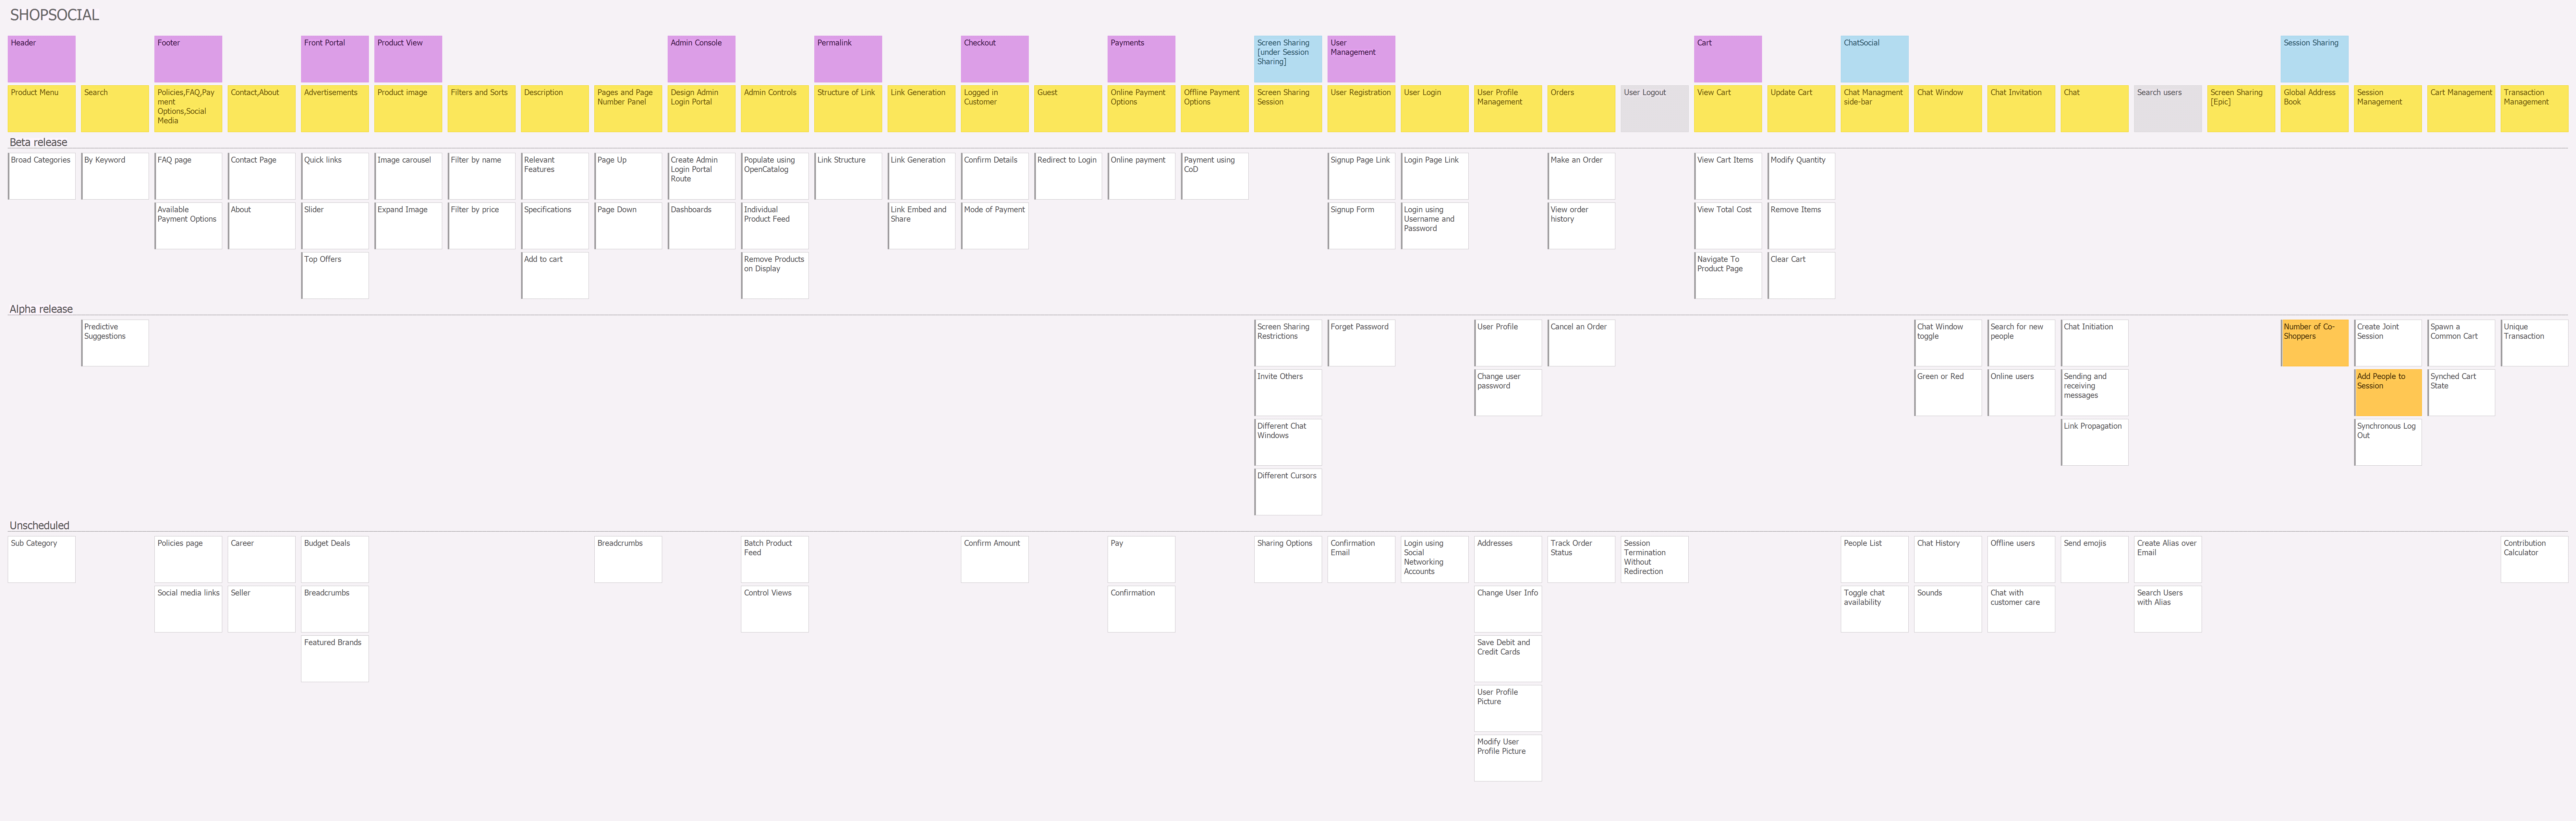 SHOPSOCIAL
Header
Footer
Front Portal
Product View
Admin Console
Permalink
Checkout
Payments
Screen Sharing
[under Session
Sharing]
User
Management
Cart
ChatSocial
Session Sharing
Product Menu
Search
Policies,FAQ,Pay
ment
Options,Social
Media
Contact,About
Advertisements
Product image
Filters and Sorts
Description
Pages and Page
Number Panel
Design Admin
Login Portal
Admin Controls
Structure of Link
Link Generation
Logged in
Customer
Guest
Online Payment
Options
Offline Payment
Options
Screen Sharing
Session
User Registration
User Login
User Profile
Management
Orders
User Logout
View Cart
Update Cart
Chat Managment
side-bar
Chat Window
Chat Invitation
Chat
Search users
Screen Sharing
[Epic]
Global Address
Book
Session
Management
Cart Management
Transaction
Management
Beta release
Broad Categories
By Keyword
FAQ page
Contact Page
Quick links
Image carousel
Filter by name
Relevant
Features
Page Up
Create Admin
Login Portal
Route
Populate using
OpenCatalog
Link Structure
Link Generation
Confirm Details
Redirect to Login
Online payment
Payment using
CoD
Signup Page Link
Login Page Link
Make an Order
View Cart Items
Modify Quantity
Available
Payment Options
About
Slider
Expand Image
Filter by price
Specifications
Page Down
Dashboards
Individual
Product Feed
Link Embed and
Share
Mode of Payment
Signup Form
Login using
Username and
Password
View order
history
View Total Cost
Remove Items
Top Offers
Add to cart
Remove Products
on Display
Navigate To
Product Page
Clear Cart
Alpha release
Predictive
Suggestions
Screen Sharing
Restrictions
Forget Password
User Profile
Cancel an Order
Chat Window
toggle
Search for new
people
Chat Initiation
Number of Co-
Shoppers
Create Joint
Session
Spawn a
Common Cart
Unique
Transaction
Invite Others
Change user
password
Green or Red
Online users
Sending and
receiving
messages
Add People to
Session
Synched Cart
State
Different Chat
Windows
Link Propagation
Synchronous Log
Out
Different Cursors
Unscheduled
Sub Category
Policies page
Career
Budget Deals
Breadcrumbs
Batch Product
Feed
Confirm Amount
Pay
Sharing Options
Confirmation
Email
Login using
Social
Networking
Accounts
Addresses
Track Order
Status
Session
Termination
Without
Redirection
People List
Chat History
Offline users
Send emojis
Create Alias over
Email
Contribution
Calculator
Social media links
Seller
Breadcrumbs
Control Views
Confirmation
Change User Info
Toggle chat
availability
Sounds
Chat with
customer care
Search Users
with Alias
Featured Brands
Save Debit and
Credit Cards
User Profile
Picture
Modify User
Profile Picture